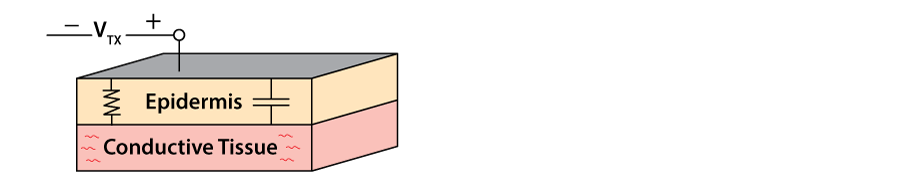 − V_TX +
Epidermis
Conductive Tissue